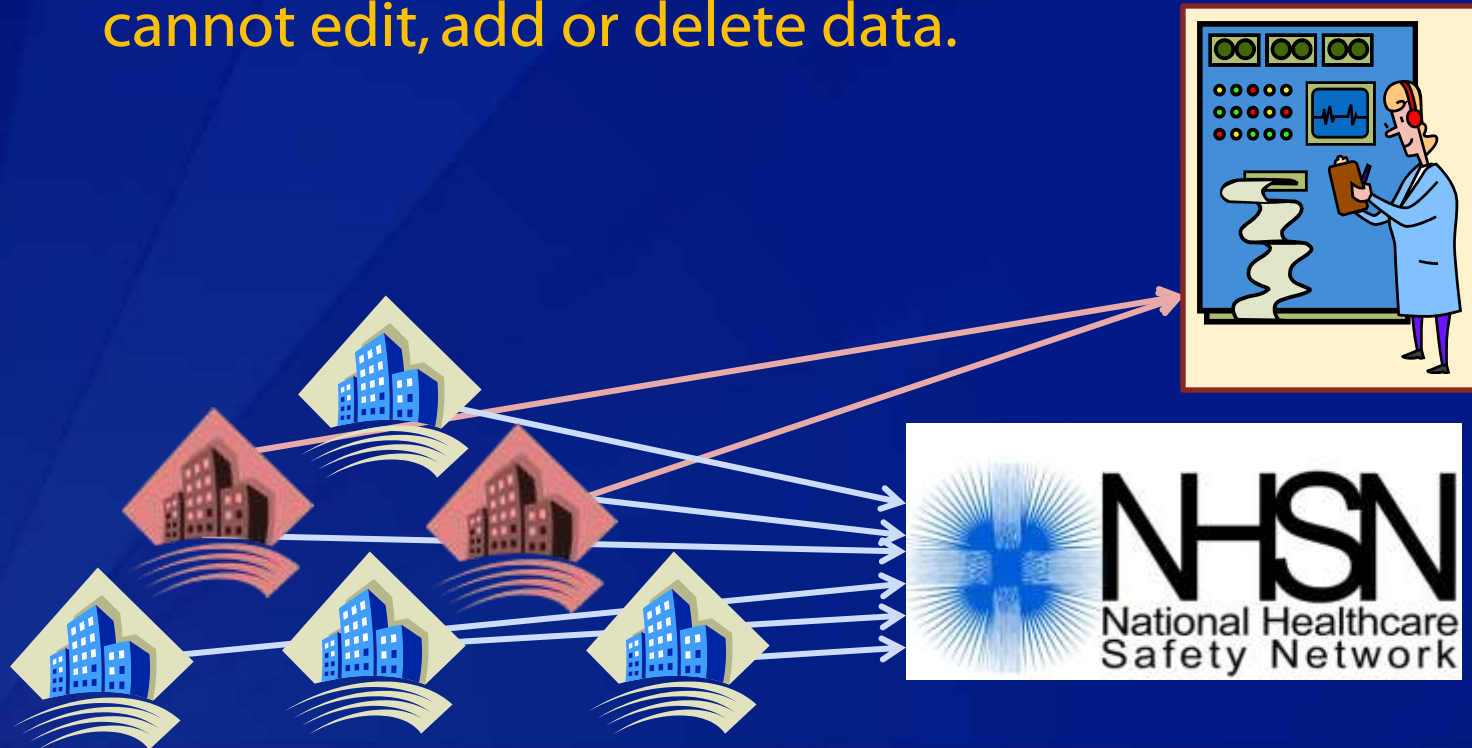 cannot edit, add or delete data.
NHSN
National Healthcare
Safety Network